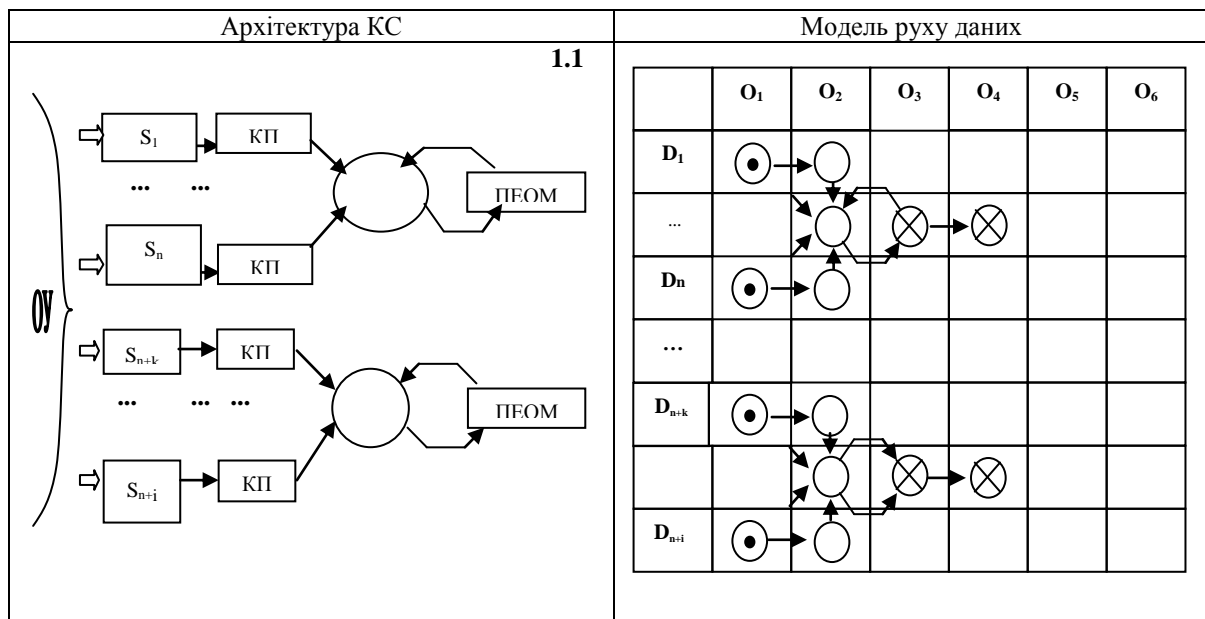 Архітектура КС
Модель руху даних
1.1
S₁
КП
... ...
ПЕОМ
Sₙ
КП
ОУ
Sₙ₊ₖ
КП
... ... ...
ПЕОМ
Sₙ₊ᵢ
КП
O₁ O₂ O₃ O₄ O₅ O₆
D₁
...
Dn
...
Dₙ₊ₖ
Dₙ₊ᵢ